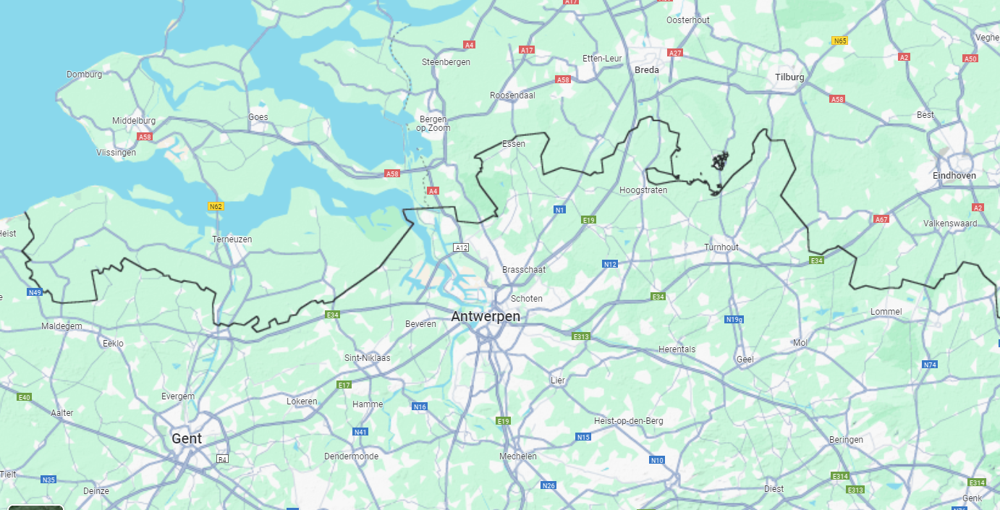 A17
Oosterhout
Veghe
N65
A4
A17
A27
A2
A50
Steenbergen
Etten-Leur
Breda
Domburg
A58
Tilburg
Roosendaal
A58
Middelburg
Goes
Bergen
op Zoom
Best
A58
Vlissingen
Essen
A58
Eindhoven
A4
Hoogstraten
N62
N1
A2
E19
A67
Valkenswaard
Heist
Terneuzen
A12
Turnhout
E34
N12
Brasschaat
N49
Schoten
E34
Lommel
E34
Antwerpen
N19g
Maldegem
Beveren
E313
Eeklo
Mol
Herentals
Sint-Niklaas
Geel
N74
Lier
E17
E40
Evergem
Lokeren
Hamme
N16
Aalter
E19
Heist-op-den-Berg
N41
N15
Gent
Beringen
R4
Dendermonde
Mechelen
N10
Tielt
N35
E314
E314
N26
Diest
E313
Deinze
Genk